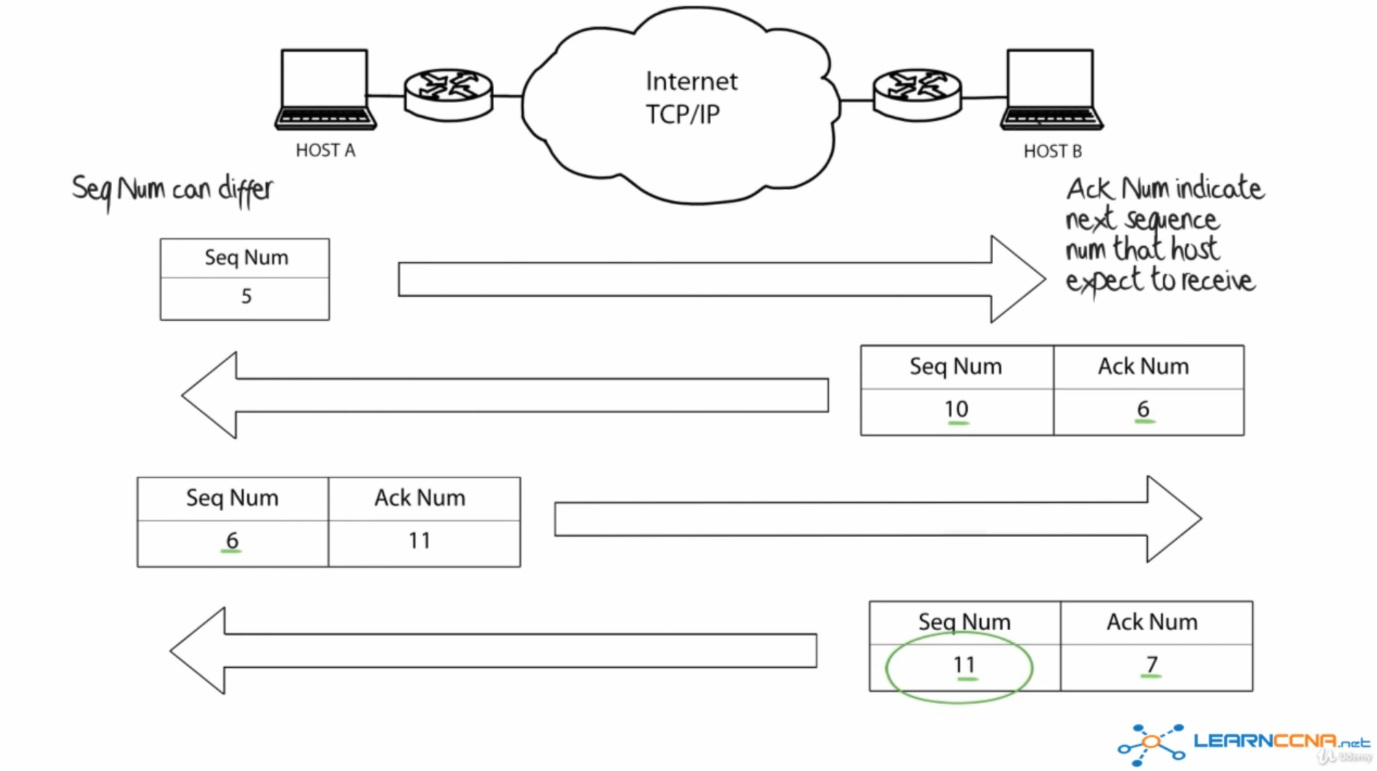 Internet
TCP/IP
HOST A
HOST B
Seq Num can differ
Ack Num indicate
next sequence
num that host
expect to receive
Seq Num
5
Seq Num Ack Num
10 6
Seq Num Ack Num
6 11
Seq Num Ack Num
11 7
LEARNCCNA.net
Udemy